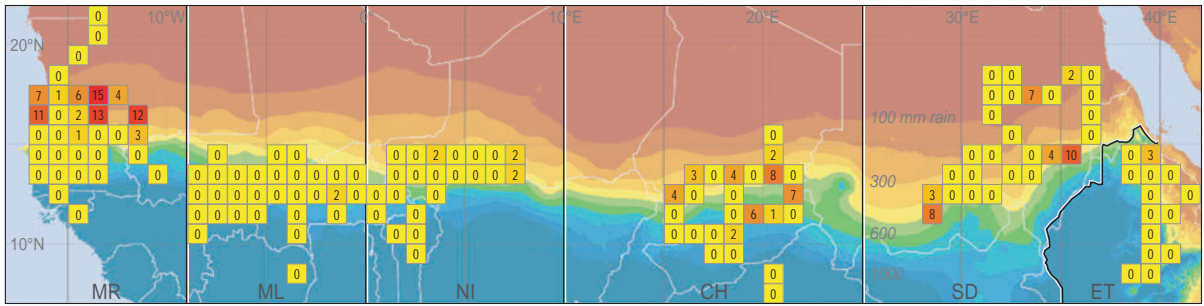 0 10°W 0° 10°E 20°E 30°E 40°E
0
20°N
0
0 0 0 2 0
7 1 6 15 4 0 0 7 0 0
11 0 2 13 12 100 mm rain 0 0
0 0 1 0 0 3 0 0 0
0 0 0 0 0 0 0 0 0 0 2 0 0 0 2 2 0 0 0 4 10 0 3
0 0 0 0 0 0 0 0 0 0 0 0 0 0 0 0 0 0 0 2 3 0 4 0 8 0 300 0 0 0 0 0 0 0
0 0 0 0 0 0 0 0 2 0 0 0 0 4 7 3 0 0 0 0 0 0
0 0 0 0 0 0 0 0 0 0 0 6 1 0 8 0 0 0
10°N 0 0 0 0 0 0 0 2 600 0 0
0 0 0 0 0
0 0 1000 0 0
0
MR ML NI CH SD ET